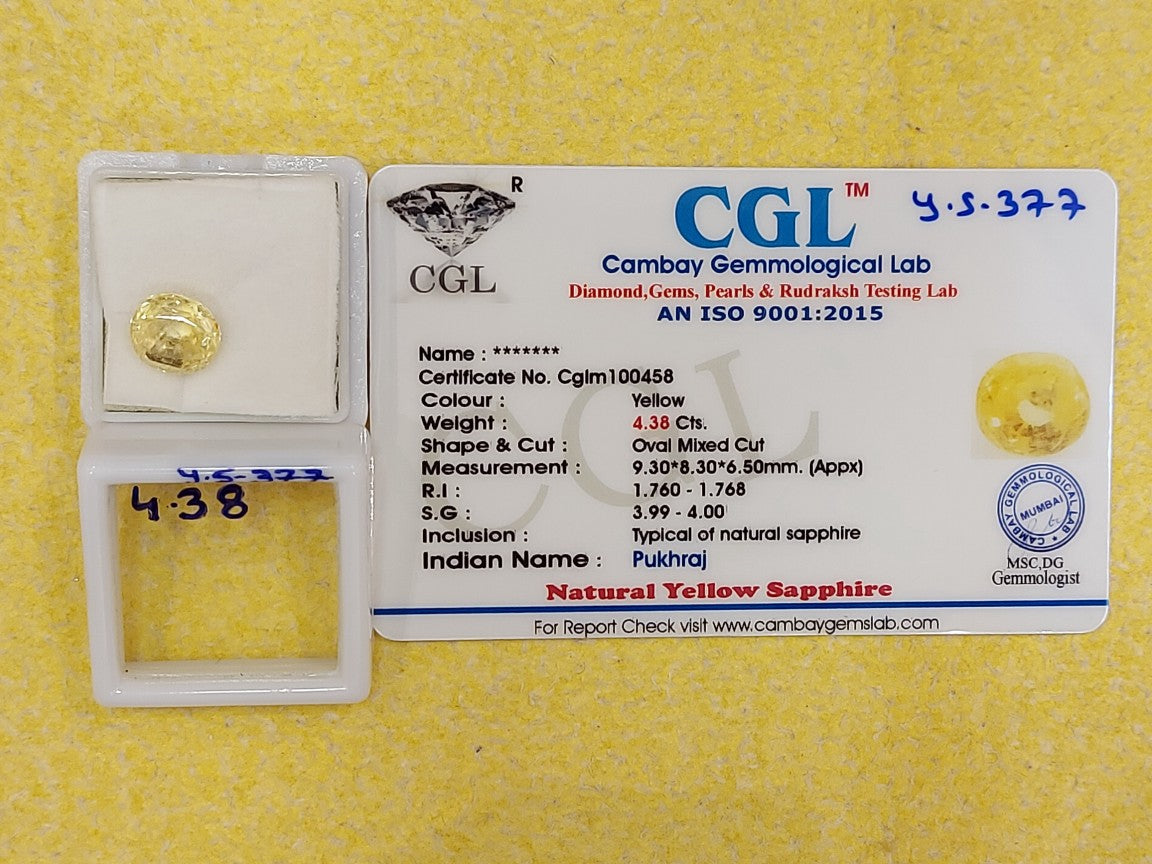 y.s.377
4.38
R
CGL
CGL™
y.s.377
Cambay Gemmological Lab
Diamond,Gems, Pearls & Rudraksh Testing Lab
AN ISO 9001:2015
Name : *******
Certificate No. Cglm100458
Colour : Yellow
Weight : 4.38 Cts.
Shape & Cut : Oval Mixed Cut
Measurement : 9.30*8.30*6.50mm. (Appx)
R.I : 1.760 - 1.768
S.G : 3.99 - 4.00
Inclusion : Typical of natural sapphire
Indian Name : Pukhraj
Natural Yellow Sapphire
For Report Check visit www.cambaygemslab.com
CGL
CAMBAY GEMMOLOGICAL LAB
MUMBAI
MSC,DG
Gemmologist